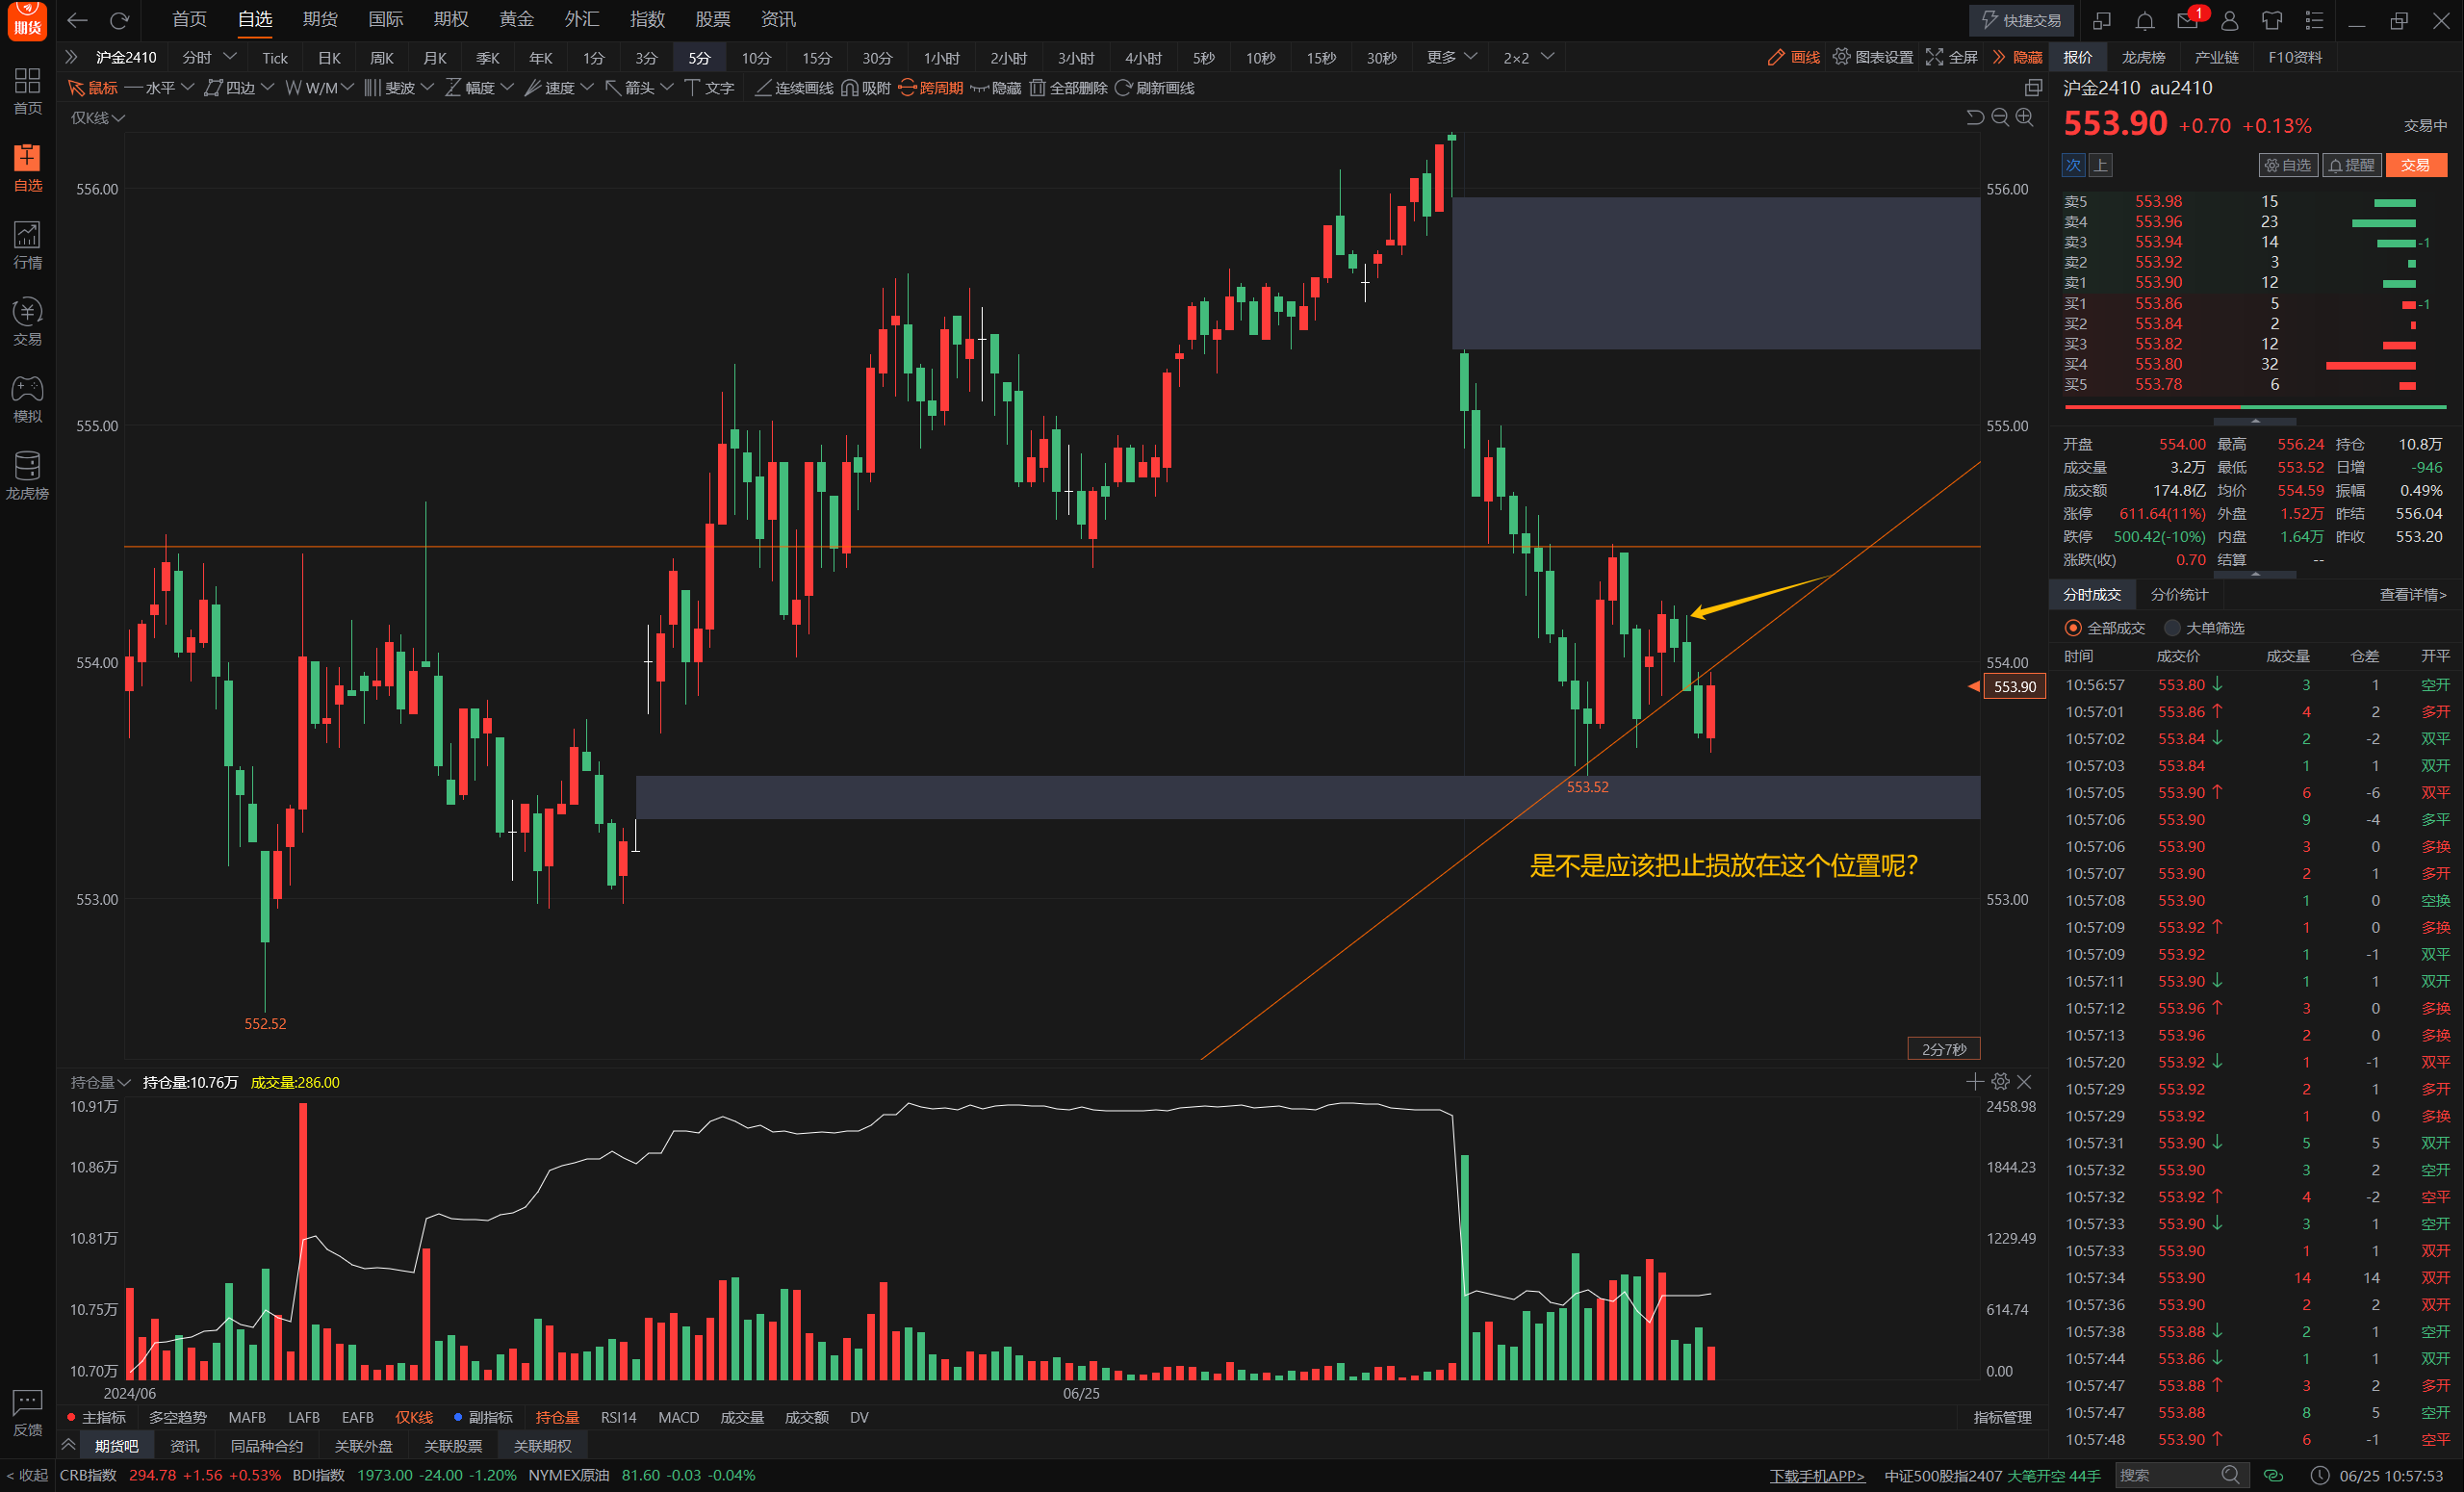 期货
首页 自选 期货 国际 期权 黄金 外汇 指数 股票 资讯
快捷交易 1
沪金2410 分时 Tick 日K 周K 月K 季K 年K 1分 3分 5分 10分 15分 30分 1小时 2小时 3小时 4小时 5秒 10秒 15秒 30秒 更多 2×2
画线 图表设置 全屏 隐藏
鼠标 水平 四边 W/M 斐波 幅度 速度 箭头 文字 连续画线 吸附 跨周期 隐藏 全部删除 刷新画线
首页
自选
行情
交易
模拟
龙虎榜
反馈
< 收起
仅K线
556.00
555.00
554.00
553.00
552.52
553.52
是不是应该把止损放在这个位置呢?
556.00
555.00
554.00
553.90
553.00
2分7秒
持仓量 持仓量:10.76万 成交量:286.00
10.91万
10.86万
10.81万
10.75万
10.70万
2458.98
1844.23
1229.49
614.74
0.00
2024/06 06/25
主指标 多空趋势 MAFB LAFB EAFB 仅K线 副指标 持仓量 RSI14 MACD 成交量 成交额 DV 指标管理
期货吧 资讯 同品种合约 关联外盘 关联股票 关联期权
报价 龙虎榜 产业链 F10资料
沪金2410 au2410
553.90 +0.70 +0.13% 交易中
次 上 自选 提醒 交易
卖5 553.98 15
卖4 553.96 23
卖3 553.94 14 -1
卖2 553.92 3
卖1 553.90 12
买1 553.86 5 -1
买2 553.84 2
买3 553.82 12
买4 553.80 32
买5 553.78 6
开盘 554.00 最高 556.24 持仓 10.8万
成交量 3.2万 最低 553.52 日增 -946
成交额 174.8亿 均价 554.59 振幅 0.49%
涨停 611.64(11%) 外盘 1.52万 昨结 556.04
跌停 500.42(-10%) 内盘 1.64万 昨收 553.20
涨跌(收) 0.70 结算 --
分时成交 分价统计 查看详情>
全部成交 大单筛选
时间 成交价 成交量 仓差 开平
10:56:57 553.80 ↓ 3 1 空开
10:57:01 553.86 ↑ 4 2 多开
10:57:02 553.84 ↓ 2 -2 双平
10:57:03 553.84 1 1 双开
10:57:05 553.90 ↑ 6 -6 双平
10:57:06 553.90 9 -4 多平
10:57:06 553.90 3 0 多换
10:57:07 553.90 2 1 多开
10:57:08 553.90 1 0 空换
10:57:09 553.92 ↑ 1 0 多换
10:57:09 553.92 1 -1 双平
10:57:11 553.90 ↓ 1 1 双开
10:57:12 553.96 ↑ 3 0 多换
10:57:13 553.96 2 0 多换
10:57:20 553.92 ↓ 1 -1 双平
10:57:29 553.92 2 1 多开
10:57:29 553.92 1 0 多换
10:57:31 553.90 ↓ 5 5 双开
10:57:32 553.90 3 2 空开
10:57:32 553.92 ↑ 4 -2 空平
10:57:33 553.90 ↓ 3 1 空开
10:57:33 553.90 1 1 双开
10:57:34 553.90 14 14 双开
10:57:36 553.90 2 2 双开
10:57:38 553.88 ↓ 2 1 空开
10:57:44 553.86 ↓ 1 1 双开
10:57:47 553.88 ↑ 3 2 多开
10:57:47 553.88 8 5 空开
10:57:48 553.90 ↑ 6 -1 空平
CRB指数 294.78 +1.56 +0.53% BDI指数 1973.00 -24.00 -1.20% NYMEX原油 81.60 -0.03 -0.04%
下载手机APP> 中证500股指2407 大笔开空 44手 搜索 06/25 10:57:53